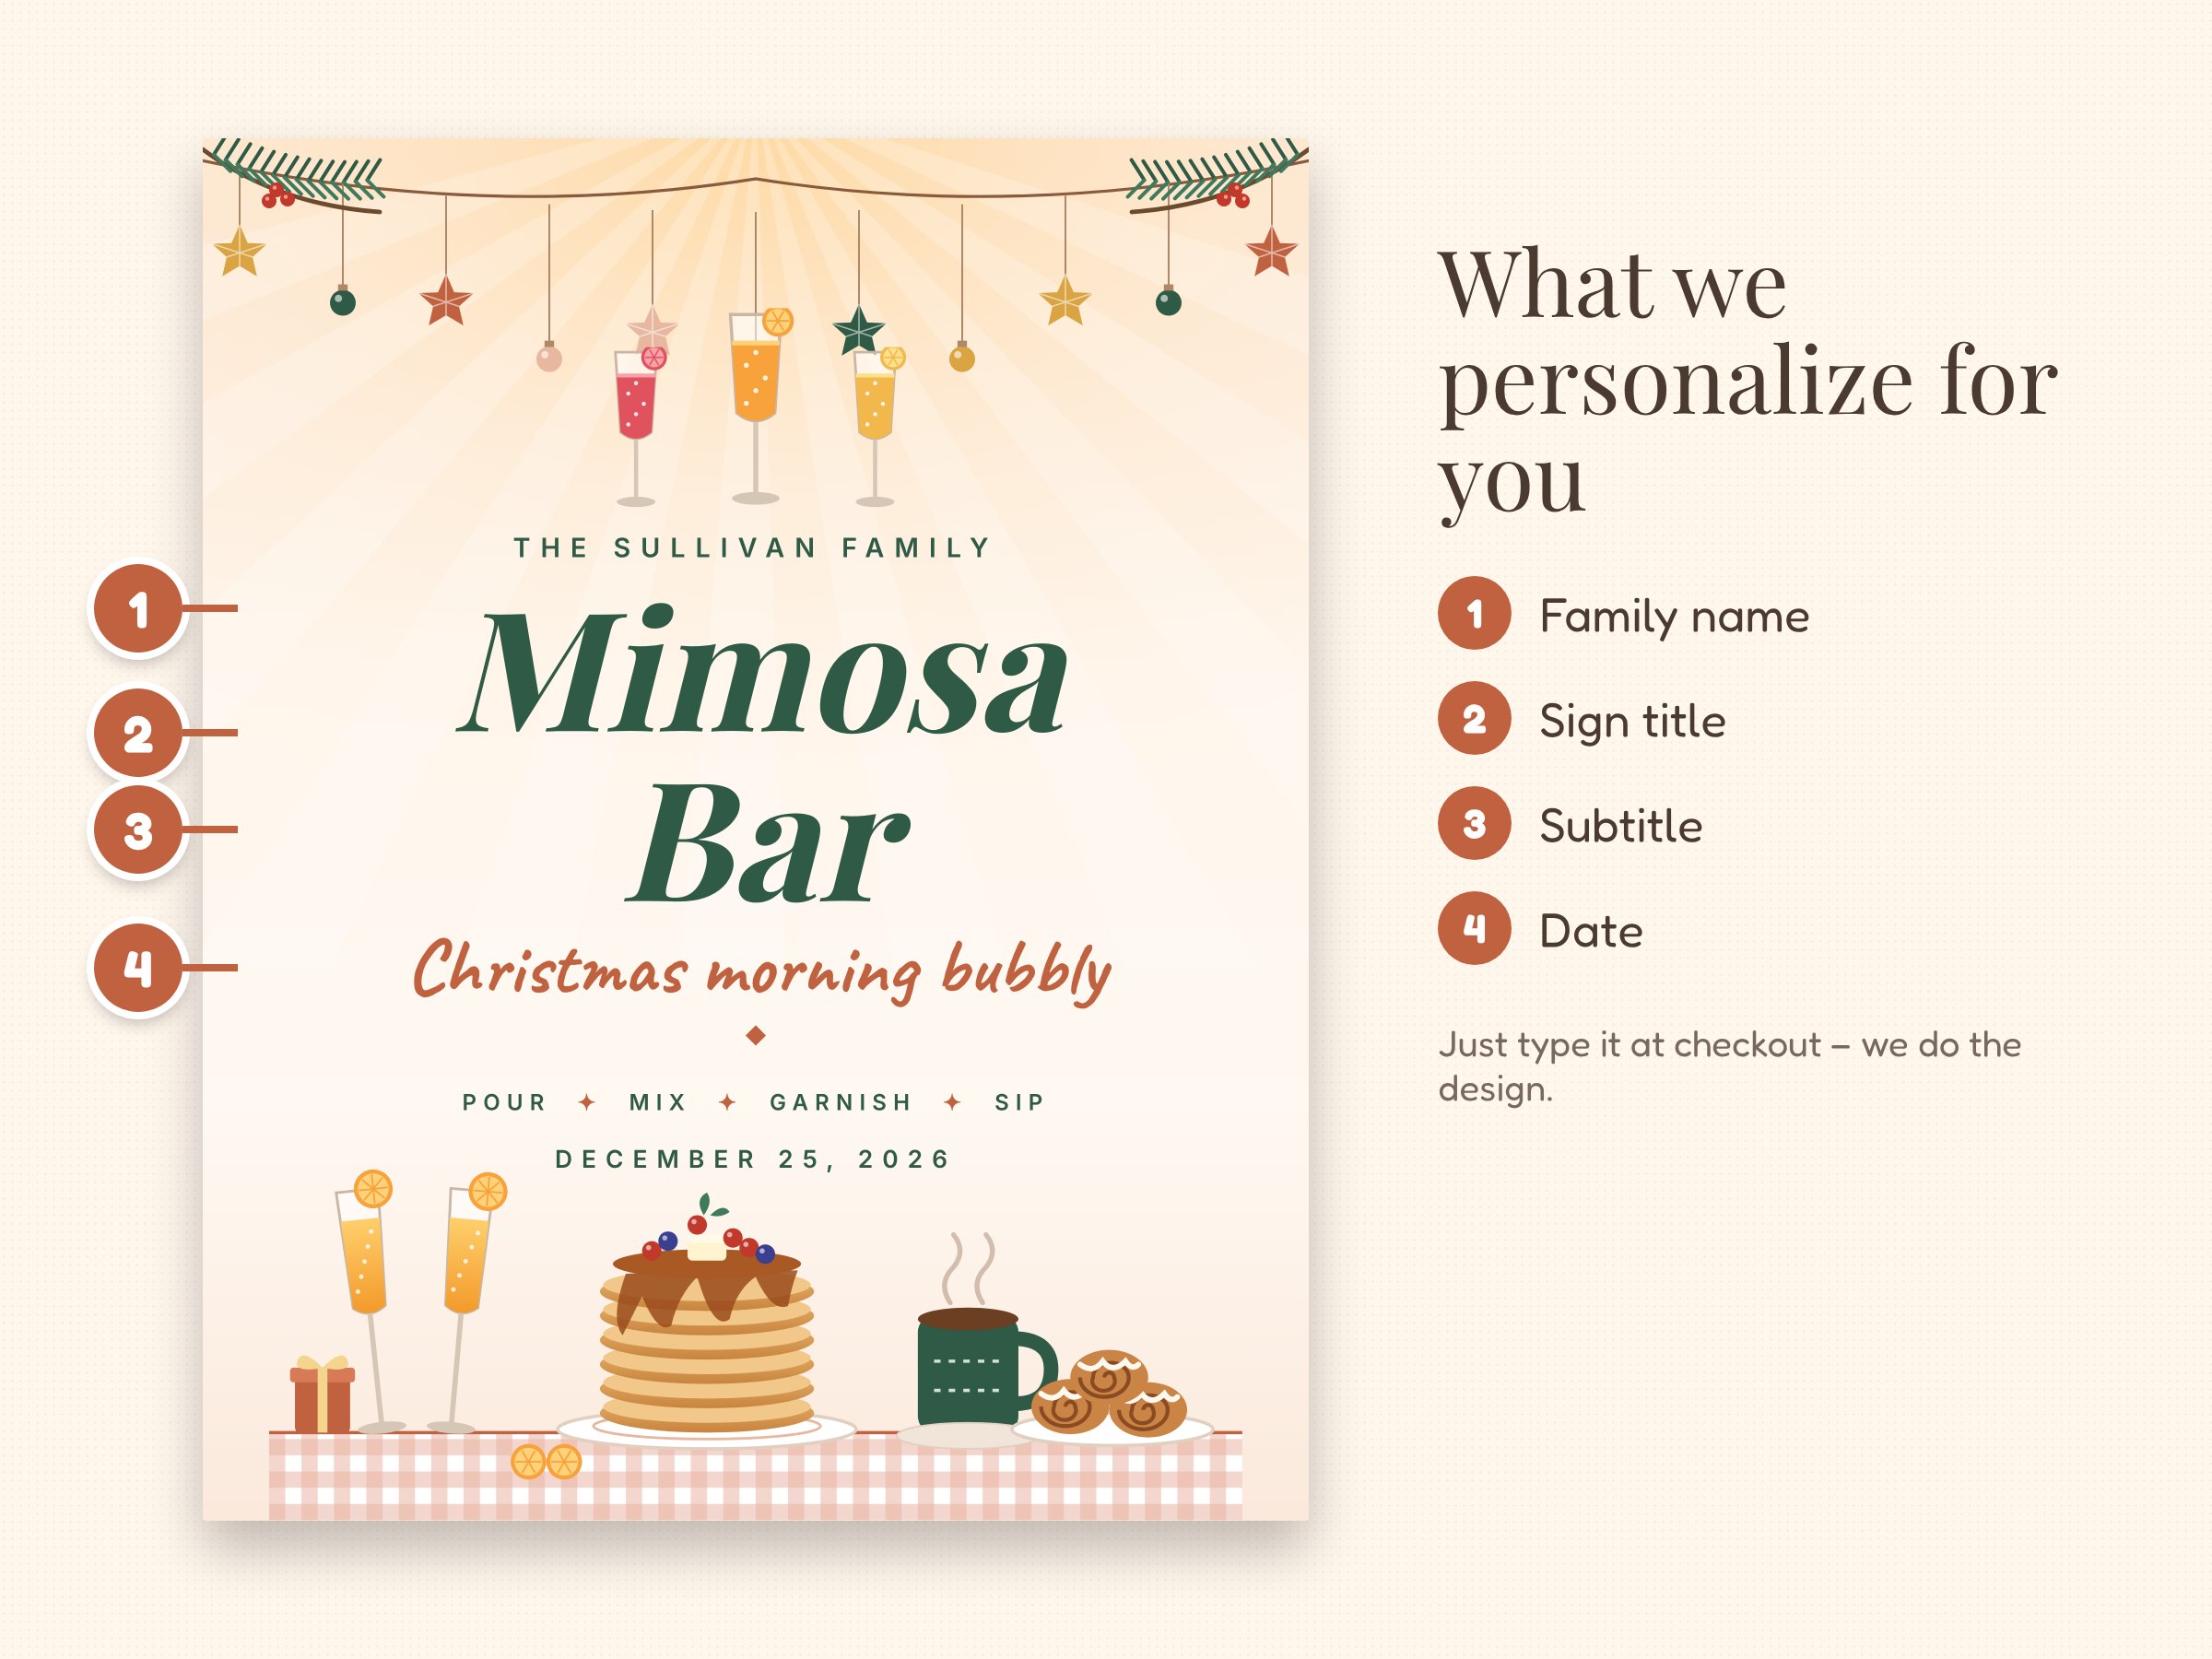 THE SULLIVAN FAMILY
Mimosa
Bar
Christmas morning bubbly
POUR ✦ MIX ✦ GARNISH ✦ SIP
DECEMBER 25, 2026
1
2
3
4
What we
personalize for
you
1 Family name
2 Sign title
3 Subtitle
4 Date
Just type it at checkout – we do the
design.